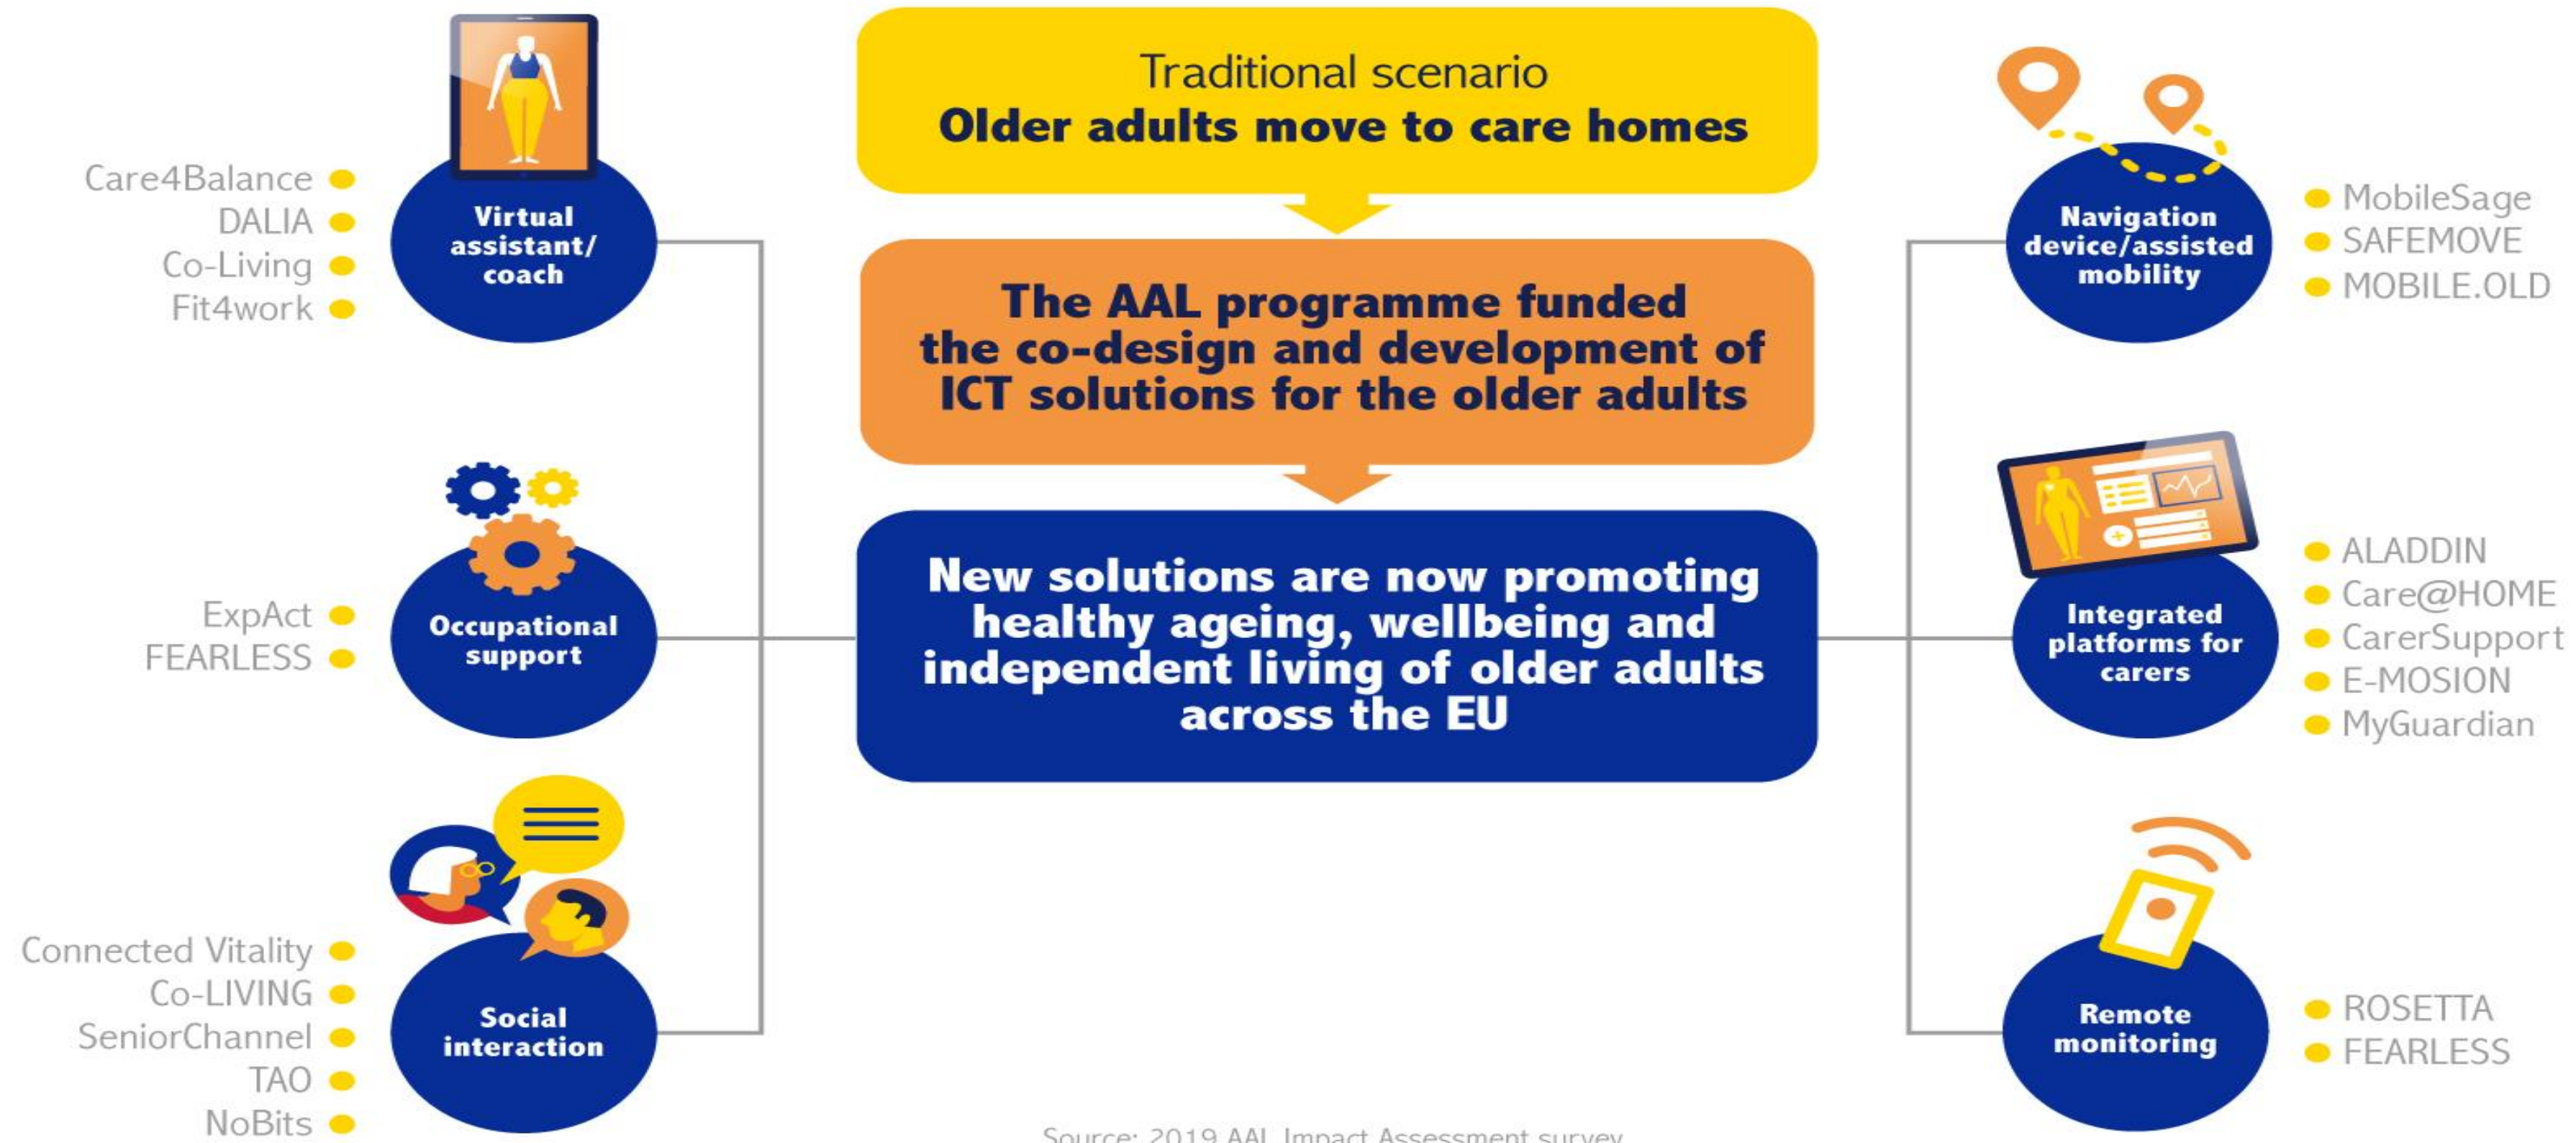 Traditional scenario
Older adults move to care homes
The AAL programme funded
the co-design and development of
ICT solutions for the older adults
New solutions are now promoting
healthy ageing, wellbeing and
independent living of older adults
across the EU
Virtual
assistant/
coach
Care4Balance
DALIA
Co-Living
Fit4work
Occupational
support
ExpAct
FEARLESS
Social
interaction
Connected Vitality
Co-LIVING
SeniorChannel
TAO
NoBits
Navigation
device/assisted
mobility
MobileSage
SAFEMOVE
MOBILE.OLD
Integrated
platforms for
carers
ALADDIN
Care@HOME
CarerSupport
E-MOSION
MyGuardian
Remote
monitoring
ROSETTA
FEARLESS
Source: 2019 AAL Impact Assessment survey